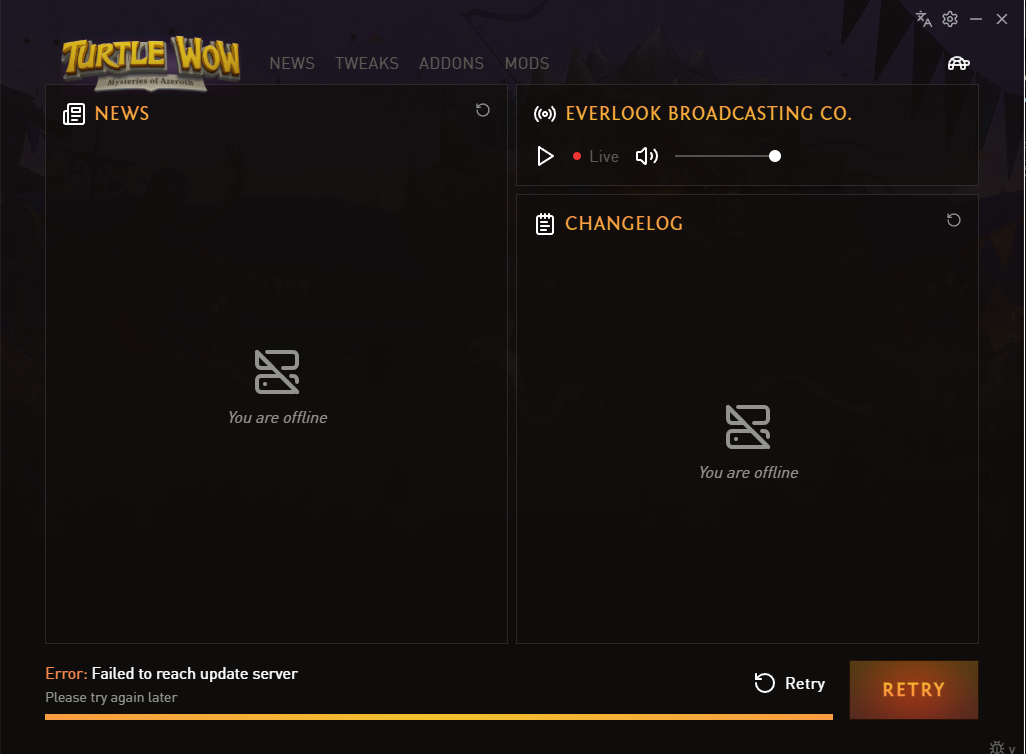 TURTLE WOW
Mysteries of Azeroth
NEWS TWEAKS ADDONS MODS
NEWS
You are offline
EVERLOOK BROADCASTING CO.
Live
CHANGELOG
You are offline
Error: Failed to reach update server
Please try again later
Retry
RETRY
v